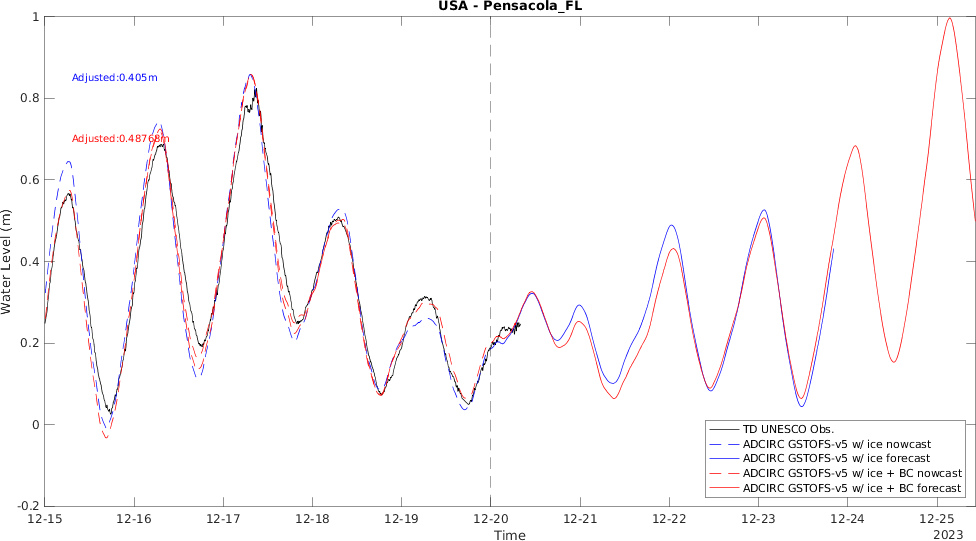 USA - Pensacola_FL
1
0.8
0.6
0.4
0.2
0
-0.2
Water Level (m)
Adjusted:0.405m
Adjusted:0.48768m
TD UNESCO Obs.
ADCIRC GSTOFS-v5 w/ ice nowcast
ADCIRC GSTOFS-v5 w/ ice forecast
ADCIRC GSTOFS-v5 w/ ice + BC nowcast
ADCIRC GSTOFS-v5 w/ ice + BC forecast
12-15 12-16 12-17 12-18 12-19 12-20 12-21 12-22 12-23 12-24 12-25
Time
2023